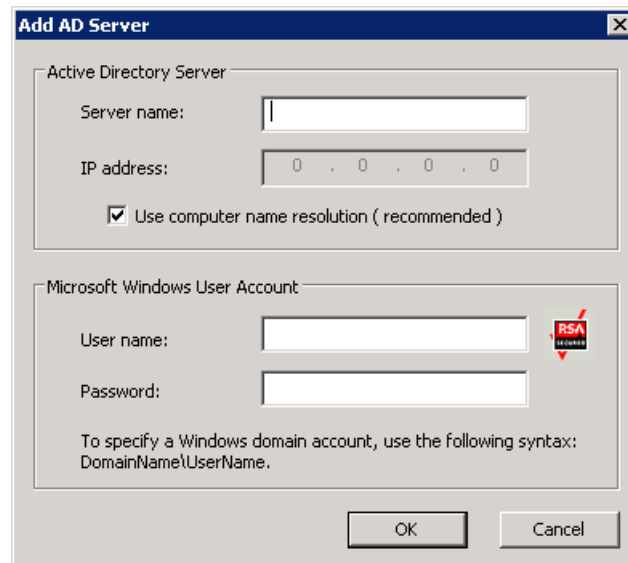 Add AD Server
Active Directory Server
Server name:
IP address: 0 . 0 . 0 . 0
Use computer name resolution ( recommended )
Microsoft Windows User Account
User name:
RSA
SECURED
Password:
To specify a Windows domain account, use the following syntax:
DomainName\UserName.
OK Cancel